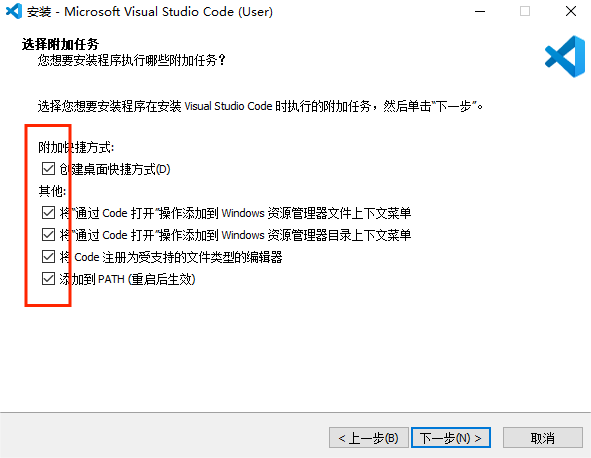 安装 - Microsoft Visual Studio Code (User)
选择附加任务
您想要安装程序执行哪些附加任务？
选择您想要安装程序在安装 Visual Studio Code 时执行的附加任务，然后单击“下一步”。
附加快捷方式:
创建桌面快捷方式(D)
其他:
将“通过 Code 打开”操作添加到 Windows 资源管理器文件上下文菜单
将“通过 Code 打开”操作添加到 Windows 资源管理器目录上下文菜单
将 Code 注册为受支持的文件类型的编辑器
添加到 PATH (重启后生效)
< 上一步(B) 下一步(N) > 取消